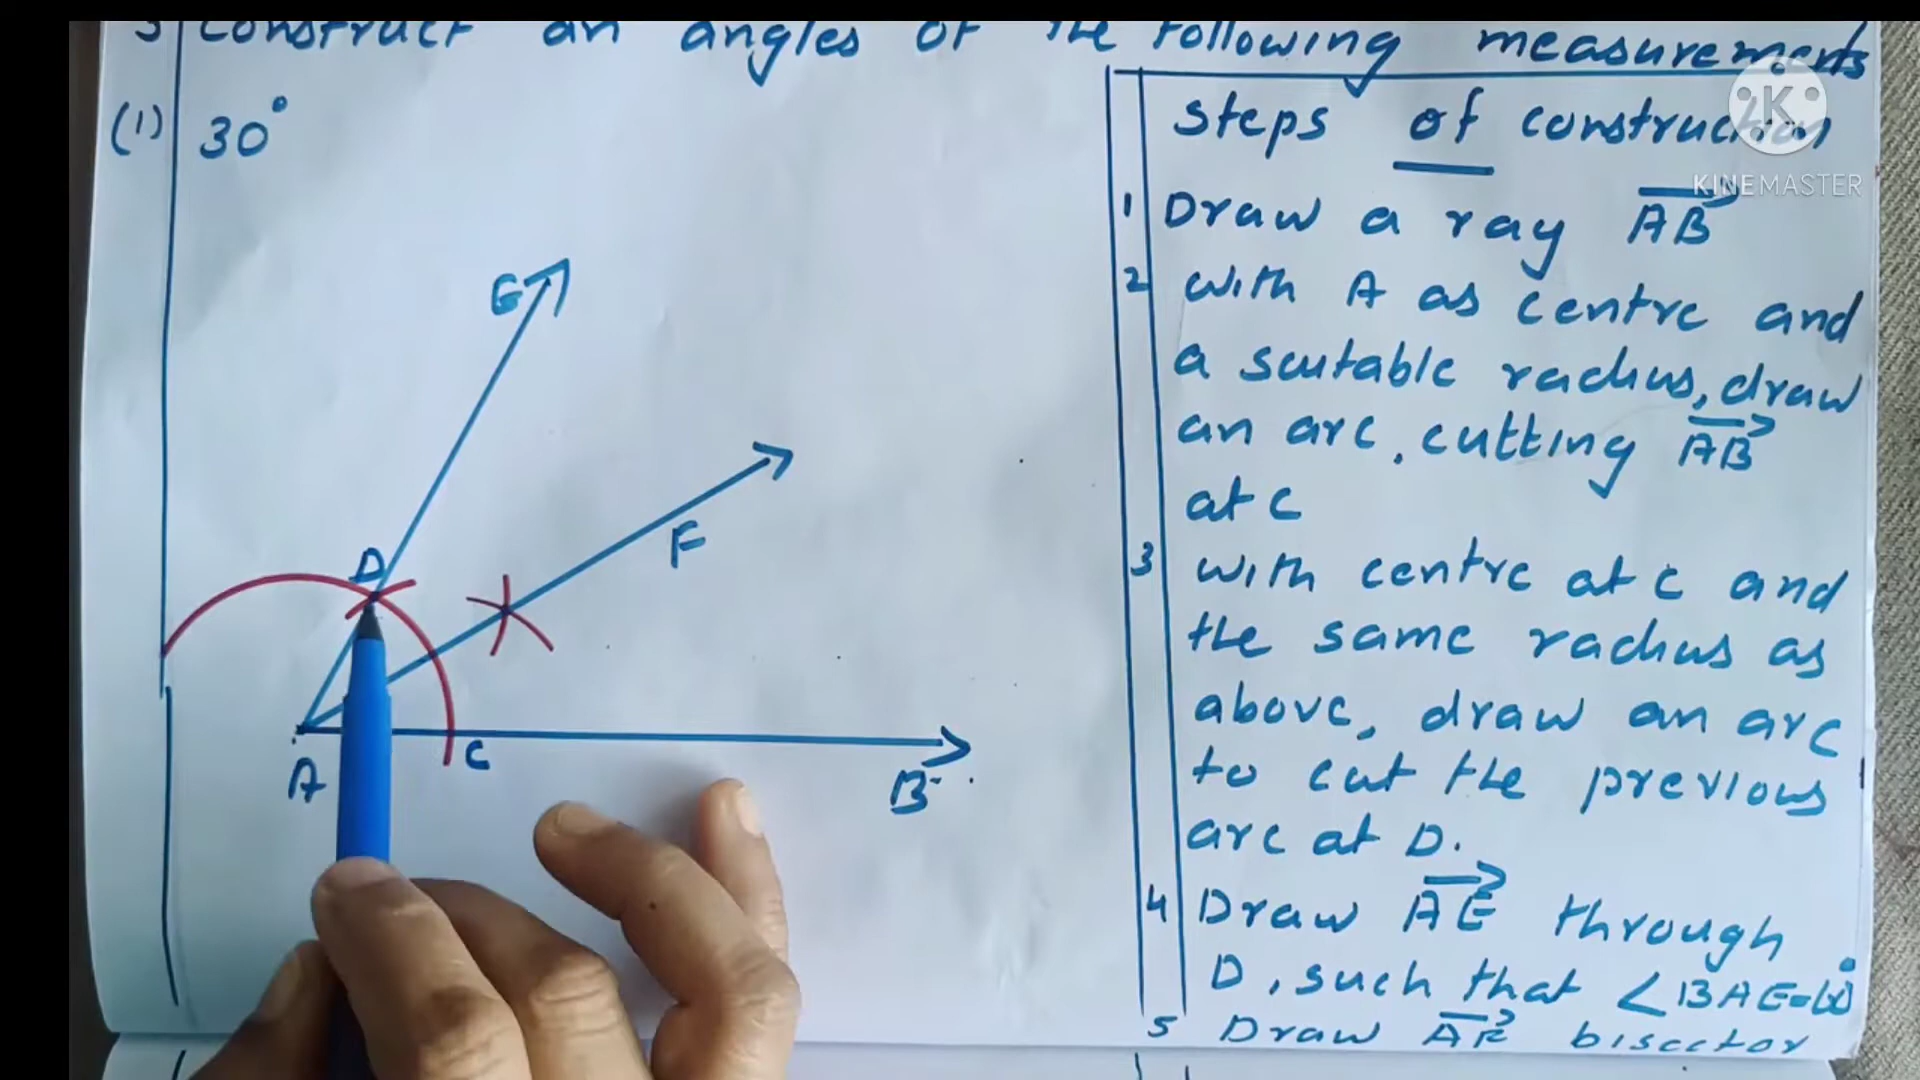 3 Construct an angles of the following measurements
(1) 30°
steps of construction
1 Draw a ray AB
2 with A as centre and
a suitable radius, draw
an arc, cutting AB
at C
3 with centre at C and
the same radius as
above, draw an arc
to cut the previous
arc at D.
4 Draw AE through
D, such that ∠BAE=60°
5 Draw AF bisector
E
F
D
A
C
B
K
KINEMASTER